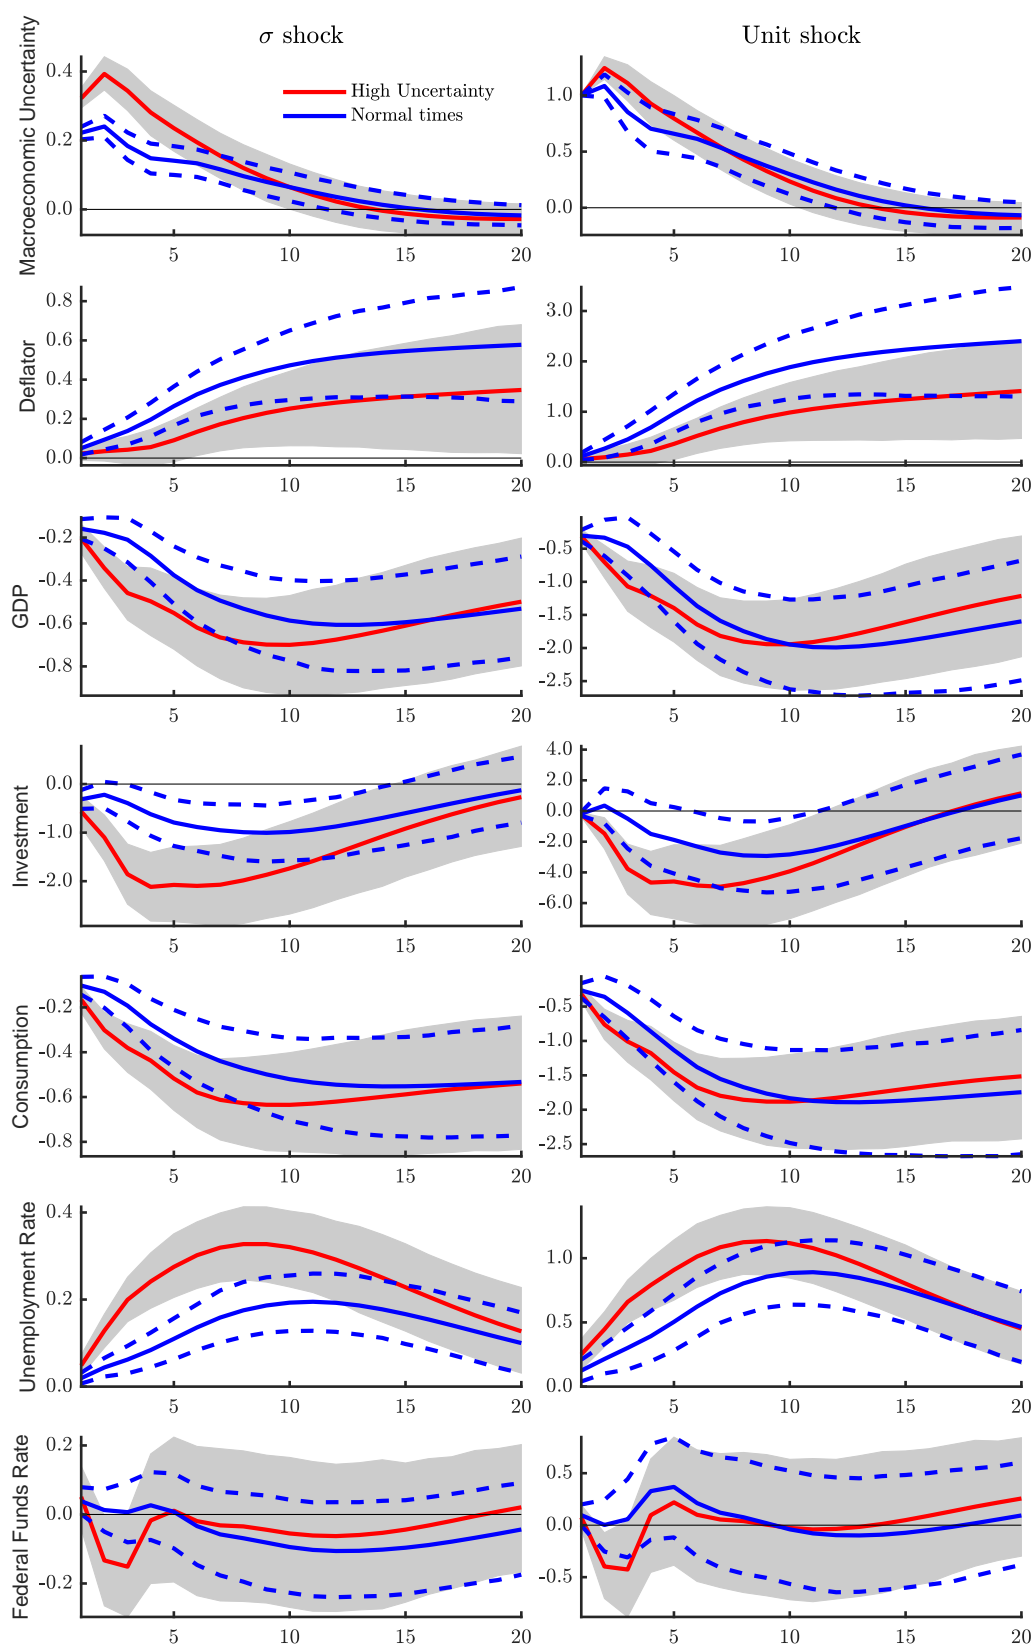 σ shock
Unit shock
Macroeconomic Uncertainty
0.4
0.2
0.0
High Uncertainty
Normal times
5 10 15 20
1.0
0.5
0.0
5 10 15 20
Deflator
0.8
0.6
0.4
0.2
0.0
5 10 15 20
3.0
2.0
1.0
0.0
5 10 15 20
GDP
-0.2
-0.4
-0.6
-0.8
5 10 15 20
-0.5
-1.0
-1.5
-2.0
-2.5
5 10 15 20
Investment
0.0
-1.0
-2.0
5 10 15 20
4.0
2.0
0.0
-2.0
-4.0
-6.0
5 10 15 20
Consumption
-0.2
-0.4
-0.6
-0.8
5 10 15 20
-0.5
-1.0
-1.5
-2.0
-2.5
5 10 15 20
Unemployment Rate
0.4
0.2
0.0
5 10 15 20
1.0
0.5
0.0
5 10 15 20
Federal Funds Rate
0.2
0.0
-0.2
5 10 15 20
0.5
0.0
-0.5
5 10 15 20